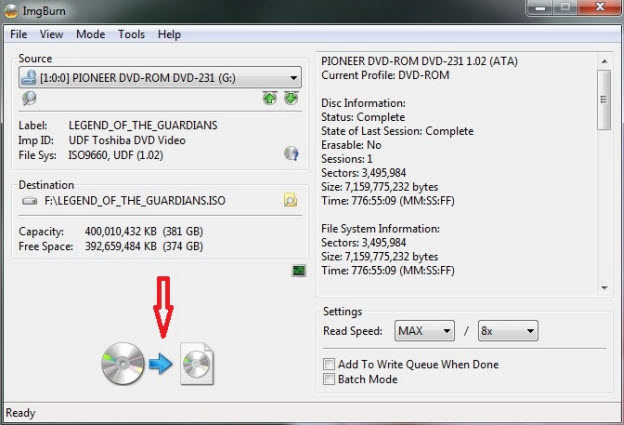 ImgBurn
File View Mode Tools Help
Source
[1:0:0] PIONEER DVD-ROM DVD-231 (G:)
Label: LEGEND_OF_THE_GUARDIANS
Imp ID: UDF Toshiba DVD Video
File Sys: ISO9660, UDF (1.02)
Destination
F:\LEGEND_OF_THE_GUARDIANS.ISO
Capacity: 400,010,432 KB (381 GB)
Free Space: 392,659,484 KB (374 GB)
PIONEER DVD-ROM DVD-231 1.02 (ATA)
Current Profile: DVD-ROM
Disc Information:
Status: Complete
State of Last Session: Complete
Erasable: No
Sessions: 1
Sectors: 3,495,984
Size: 7,159,775,232 bytes
Time: 776:55:09 (MM:SS:FF)
File System Information:
Sectors: 3,495,984
Size: 7,159,775,232 bytes
Time: 776:55:09 (MM:SS:FF)
Settings
Read Speed: MAX / 8x
Add To Write Queue When Done
Batch Mode
Ready